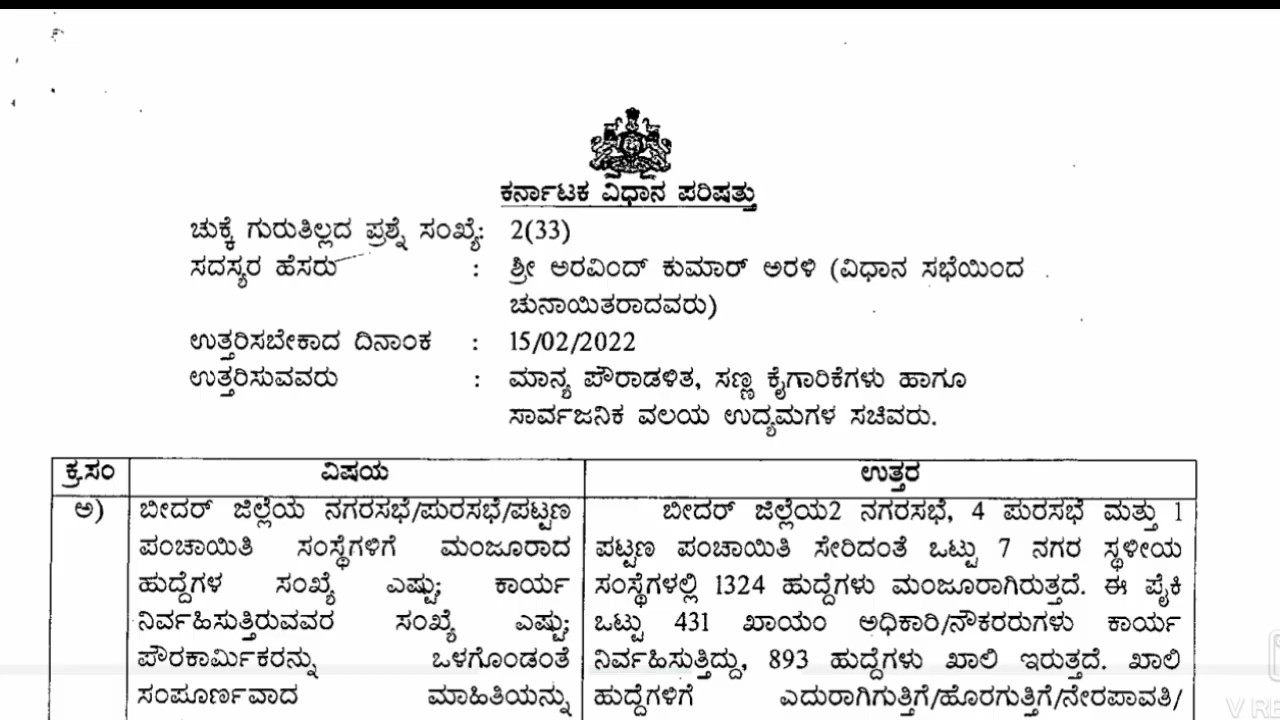 ಕರ್ನಾಟಕ ವಿಧಾನ ಪರಿಷತ್ತು
ಚುಕ್ಕೆ ಗುರುತಿಲ್ಲದ ಪ್ರಶ್ನೆ ಸಂಖ್ಯೆ: 2(33)
ಸದಸ್ಯರ ಹೆಸರು : ಶ್ರೀ ಅರವಿಂದ್ ಕುಮಾರ್ ಅರಳಿ (ವಿಧಾನ ಸಭೆಯಿಂದ
ಚುನಾಯಿತರಾದವರು)
ಉತ್ತರಿಸಬೇಕಾದ ದಿನಾಂಕ : 15/02/2022
ಉತ್ತರಿಸುವವರು : ಮಾನ್ಯ ಪೌರಾಡಳಿತ, ಸಣ್ಣ ಕೈಗಾರಿಕೆಗಳು ಹಾಗೂ
ಸಾರ್ವಜನಿಕ ವಲಯ ಉದ್ಯಮಗಳ ಸಚಿವರು.
ಕ್ರ.ಸಂ ವಿಷಯ ಉತ್ತರ
ಅ) ಬೀದರ್ ಜಿಲ್ಲೆಯ ನಗರಸಭೆ/ಪುರಸಭೆ/ಪಟ್ಟಣ
ಪಂಚಾಯಿತಿ ಸಂಸ್ಥೆಗಳಿಗೆ ಮಂಜೂರಾದ
ಹುದ್ದೆಗಳ ಸಂಖ್ಯೆ ಎಷ್ಟು; ಕಾರ್ಯ
ನಿರ್ವಹಿಸುತ್ತಿರುವವರ ಸಂಖ್ಯೆ ಎಷ್ಟು;
ಪೌರಕಾರ್ಮಿಕರನ್ನು ಒಳಗೊಂಡಂತೆ
ಸಂಪೂರ್ಣವಾದ ಮಾಹಿತಿಯನ್ನು
ಬೀದರ್ ಜಿಲ್ಲೆಯ2 ನಗರಸಭೆ, 4 ಪುರಸಭೆ ಮತ್ತು 1
ಪಟ್ಟಣ ಪಂಚಾಯಿತಿ ಸೇರಿದಂತೆ ಒಟ್ಟು 7 ನಗರ ಸ್ಥಳೀಯ
ಸಂಸ್ಥೆಗಳಲ್ಲಿ 1324 ಹುದ್ದೆಗಳು ಮಂಜೂರಾಗಿರುತ್ತದೆ. ಈ ಪೈಕಿ
ಒಟ್ಟು 431 ಖಾಯಂ ಅಧಿಕಾರಿ/ನೌಕರರುಗಳು ಕಾರ್ಯ
ನಿರ್ವಹಿಸುತ್ತಿದ್ದು, 893 ಹುದ್ದೆಗಳು ಖಾಲಿ ಇರುತ್ತದೆ. ಖಾಲಿ
ಹುದ್ದೆಗಳಿಗೆ ಎದುರಾಗಿಗುತ್ತಿಗೆ/ಹೊರಗುತ್ತಿಗೆ/ನೇರಪಾವತಿ/